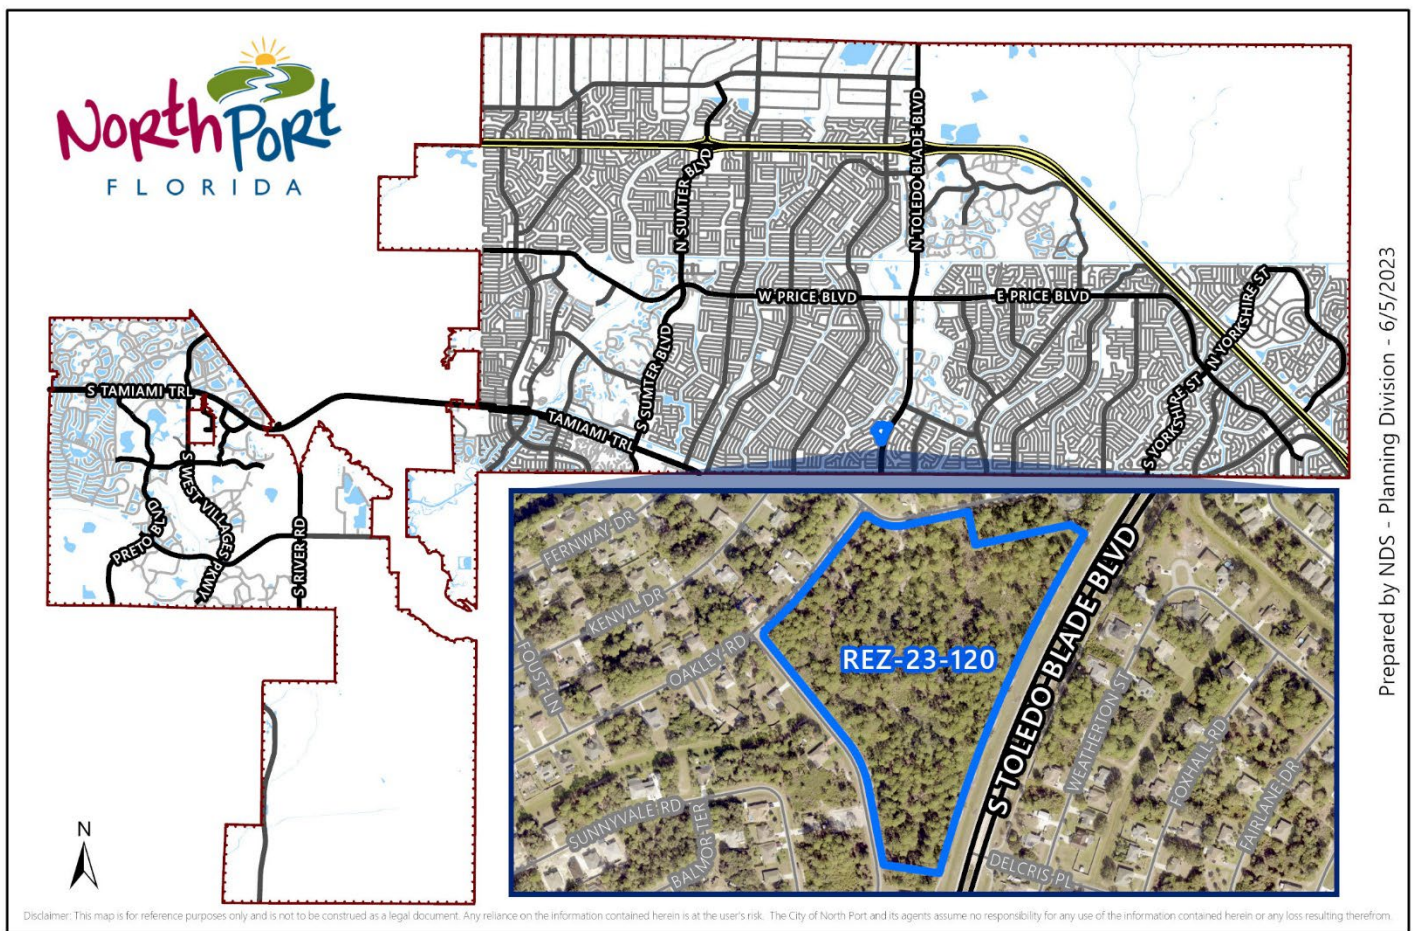 North Port
FLORIDA
N SUMTER BLVD
N TOLEDO BLADE BLVD
W PRICE BLVD
E PRICE BLVD
N YORKSHIRE ST
S SUMTER BLVD
S TAMIAMI TRL
TAMIAMI TRL
S YORKSHIRE ST
S WEST VILLAGES PKWY
PRETO BLVD
S RIVER RD
FERNWAY DR
KENVIL DR
OAKLEY RD
FOUST LN
REZ-23-120
S TOLEDO BLADE BLVD
WEATHERTON ST
FOXHALL RD
FAIRLANE DR
SUNNYVALE RD
BALMOR TER
DELCRIS PL
N
Prepared by NDS - Planning Division - 6/5/2023
Disclaimer: This map is for reference purposes only and is not to be construed as a legal document. Any reliance on the information contained herein is at the user's risk. The City of North Port and its agents assume no responsibility for any use of the information contained herein or any loss resulting therefrom.